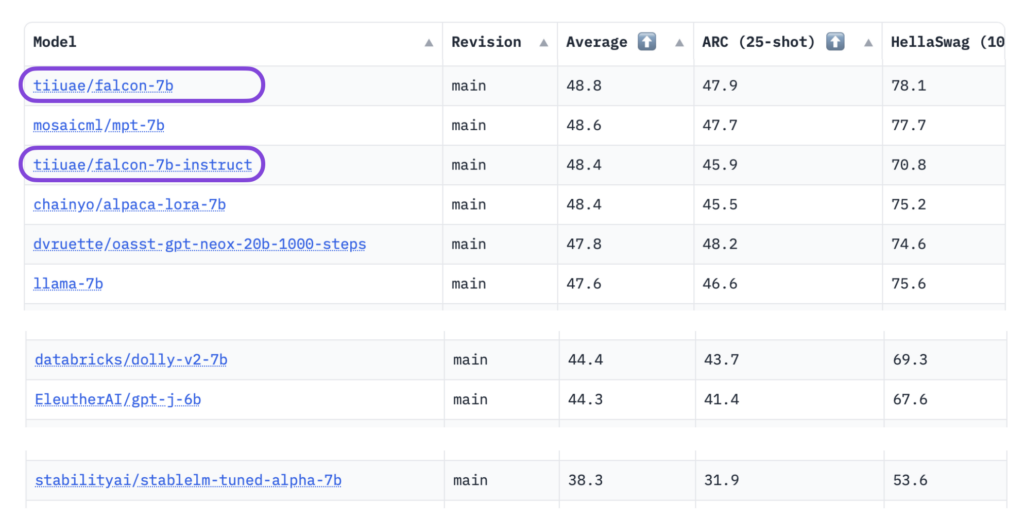 Model Revision Average ARC (25-shot) HellaSwag (10
tiiuae/falcon-7b main 48.8 47.9 78.1
mosaicml/mpt-7b main 48.6 47.7 77.7
tiiuae/falcon-7b-instruct main 48.4 45.9 70.8
chainyo/alpaca-lora-7b main 48.4 45.5 75.2
dvruette/oasst-gpt-neox-20b-1000-steps main 47.8 48.2 74.6
llama-7b main 47.6 46.6 75.6
databricks/dolly-v2-7b main 44.4 43.7 69.3
EleutherAI/gpt-j-6b main 44.3 41.4 67.6
stabilityai/stablelm-tuned-alpha-7b main 38.3 31.9 53.6